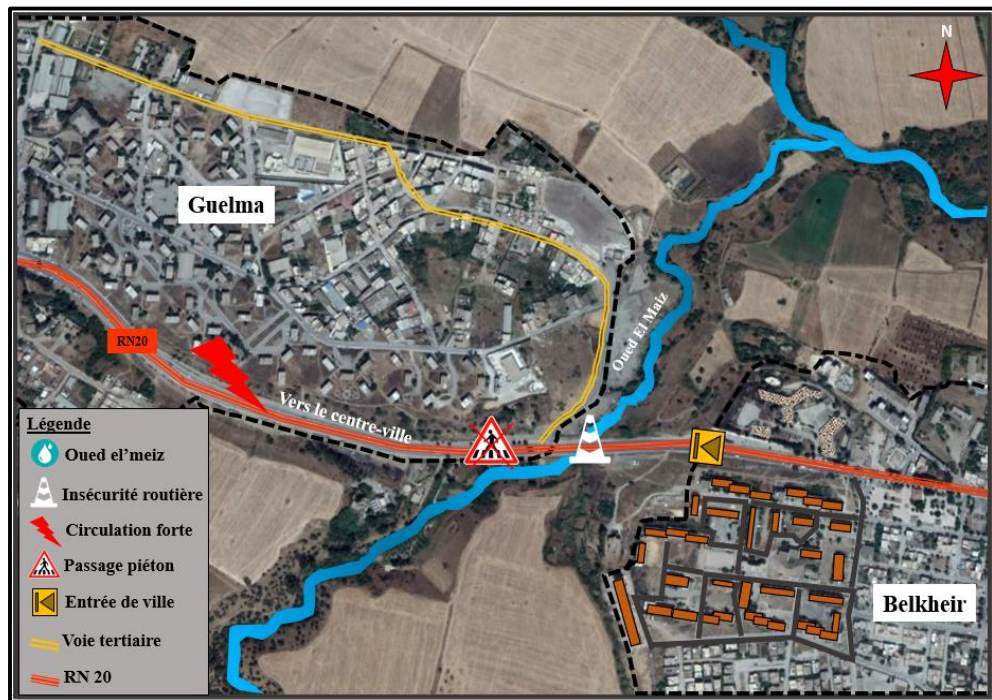 N
Guelma
Oued El Maiz
RN20
Vers le centre-ville
Belkheir
Légende
Oued el'meiz
Insécurité routière
Circulation forte
Passage piéton
Entrée de ville
Voie tertiaire
RN 20